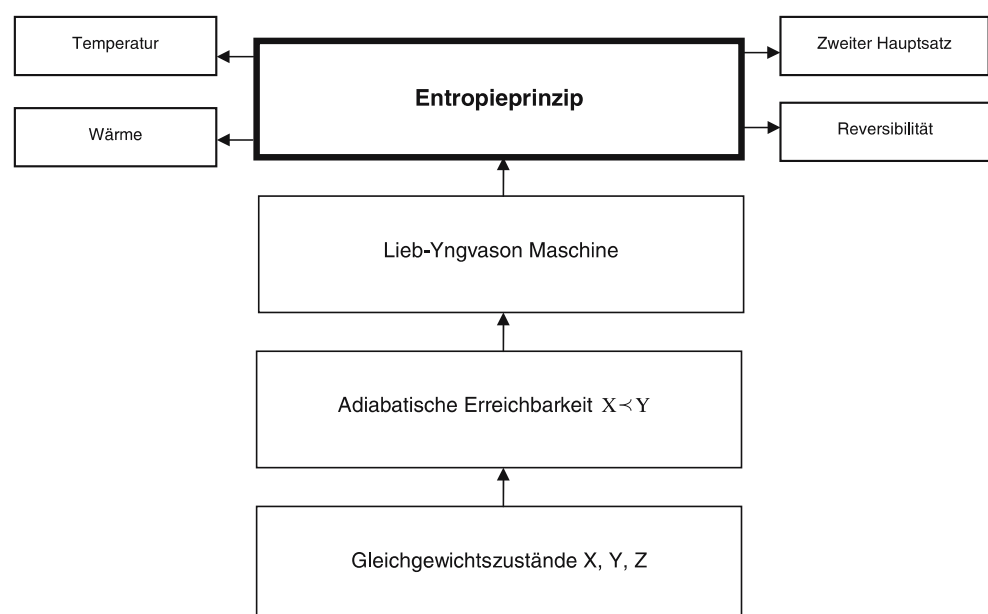 Temperatur
Zweiter Hauptsatz
Entropieprinzip
Wärme
Reversibilität
Lieb-Yngvason Maschine
Adiabatische Erreichbarkeit X≺Y
Gleichgewichtszustände X, Y, Z